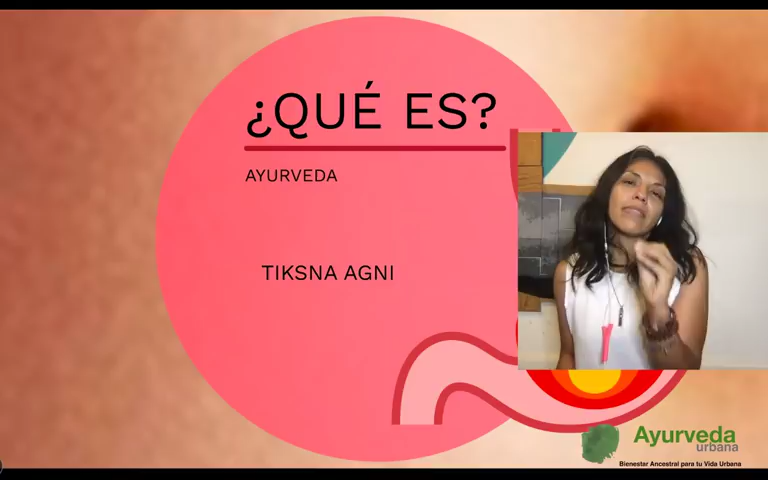 ¿QUÉ ES?
AYURVEDA
TIKSNA AGNI
Ayurveda
urbana
Bienestar Ancestral para tu Vida Urbana